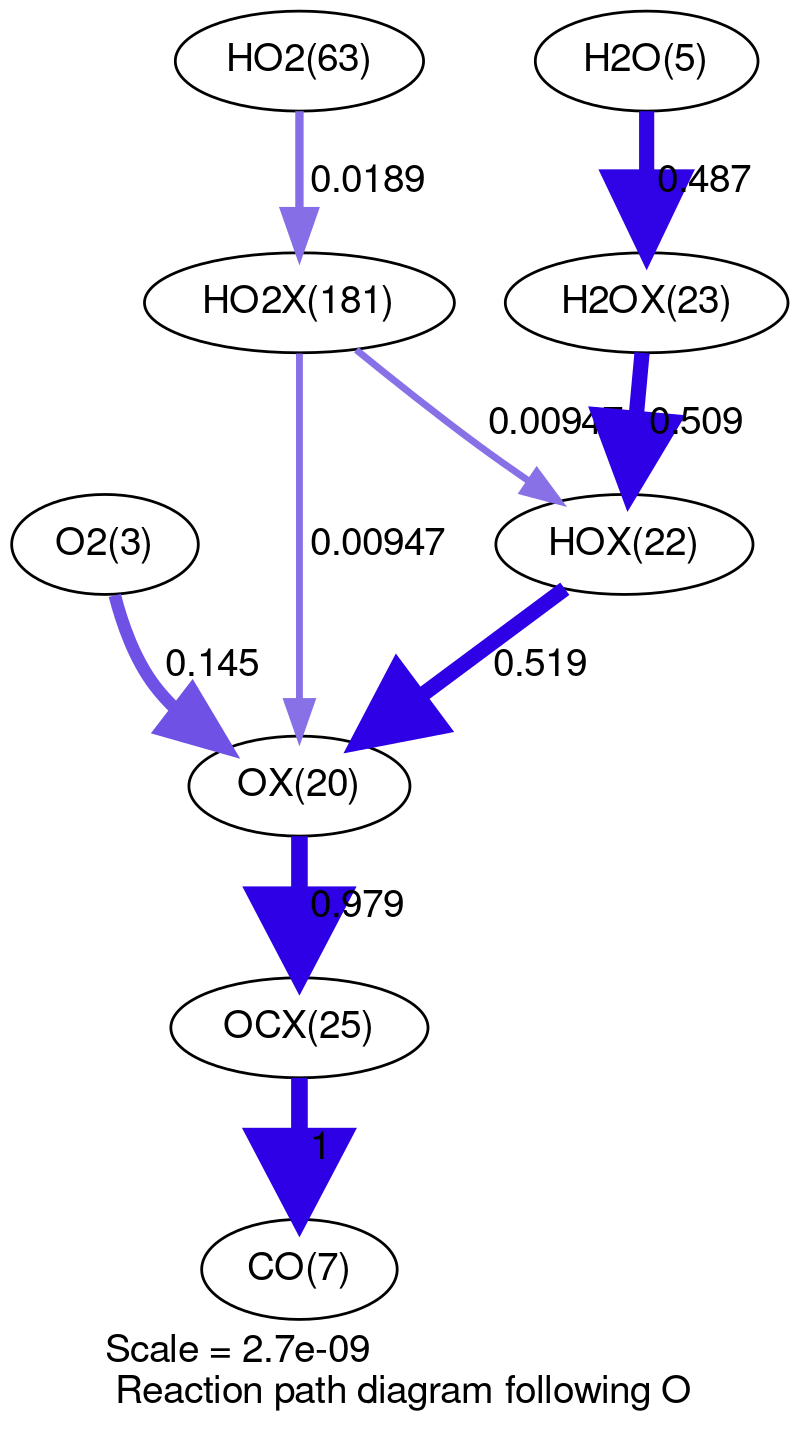 HO2(63)
H2O(5)
0.0189
0.487
HO2X(181)
H2OX(23)
0.00947
0.509
O2(3)
0.00947
HOX(22)
0.145
0.519
OX(20)
0.979
OCX(25)
1
CO(7)
Scale = 2.7e-09
Reaction path diagram following O